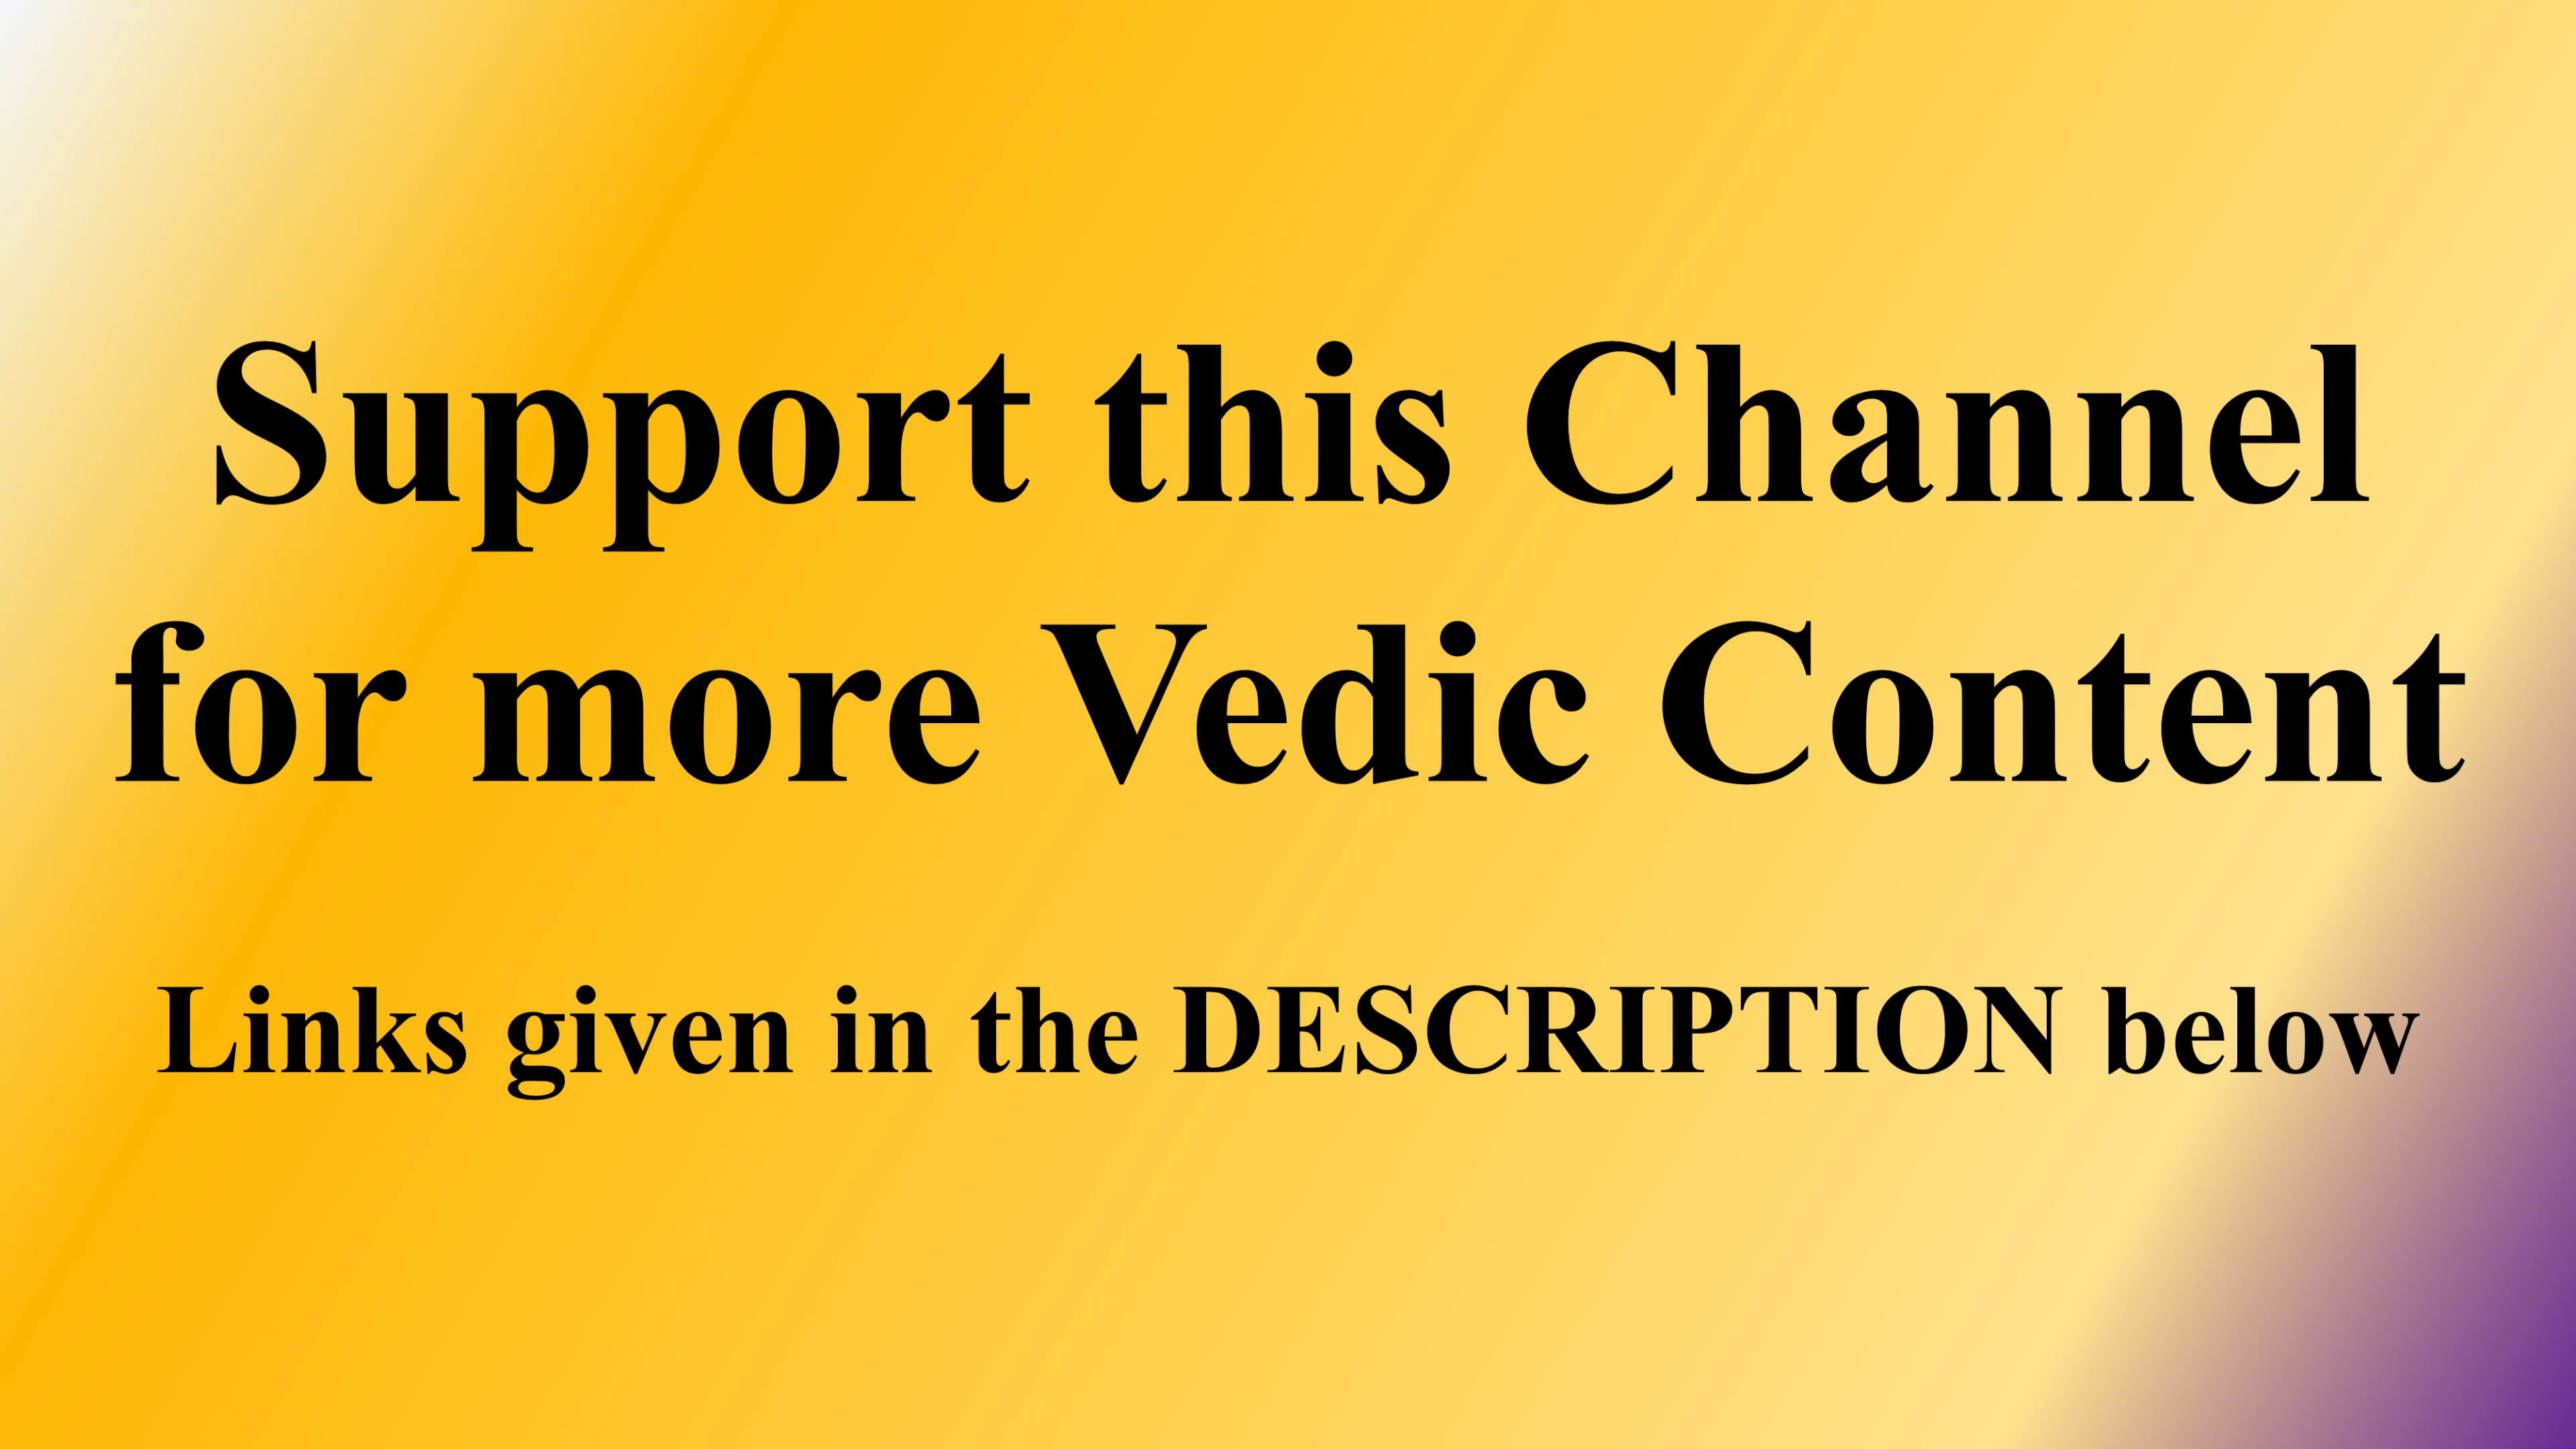 Support this Channel
for more Vedic Content
Links given in the DESCRIPTION below